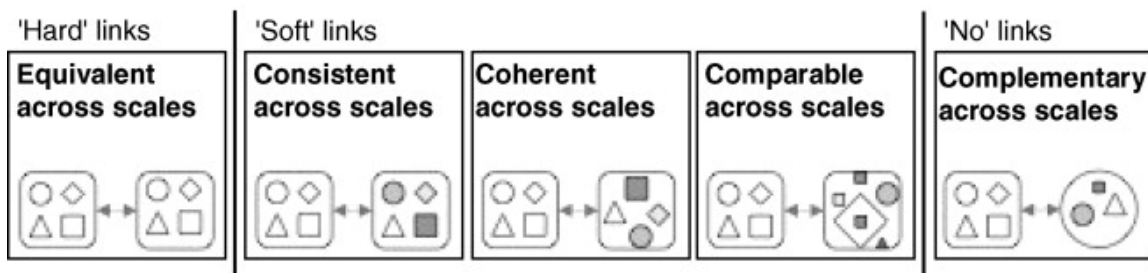 'Hard' links
'Soft' links
'No' links
Equivalent
across scales
Consistent
across scales
Coherent
across scales
Comparable
across scales
Complementary
across scales